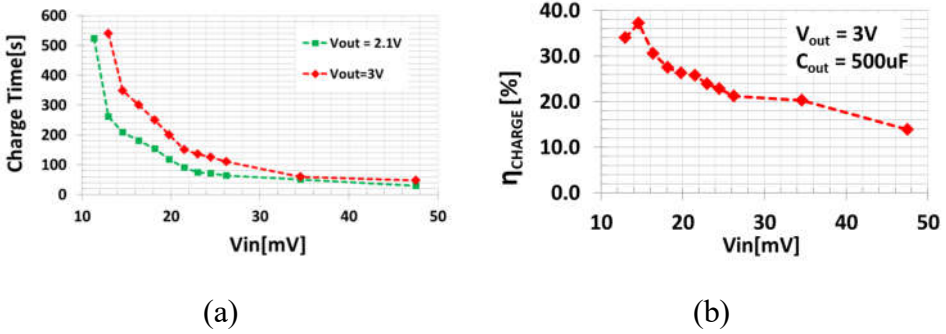 600
500
400
300
200
100
0
Charge Time[s]
Vout = 2.1V
Vout=3V
10 20 30 40 50
Vin[mV]
(a)
40.0
30.0
20.0
10.0
0.0
ηCHARGE [%]
Vout = 3V
Cout = 500uF
10 20 30 40 50
Vin[mV]
(b)